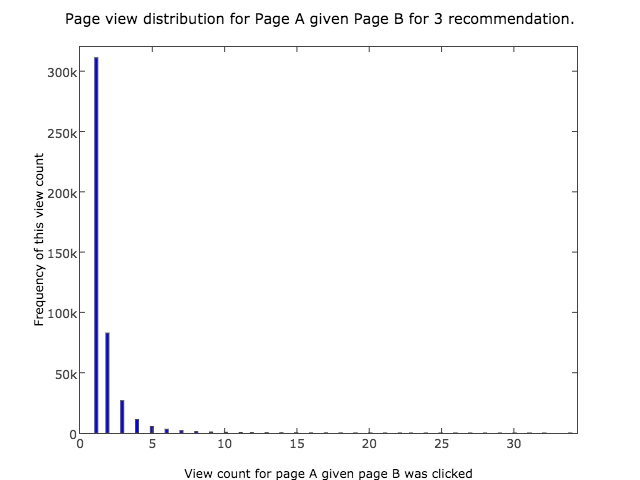 Page view distribution for Page A given Page B for 3 recommendation.
300k
250k
200k
150k
100k
50k
0
Frequency of this view count
0 5 10 15 20 25 30
View count for page A given page B was clicked